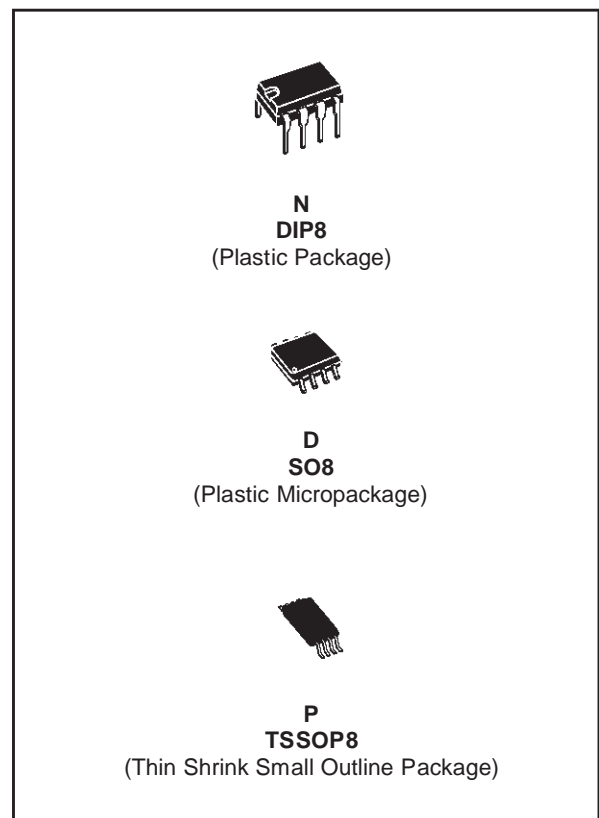 N
DIP8
(Plastic Package)
D
SO8
(Plastic Micropackage)
P
TSSOP8
(Thin Shrink Small Outline Package)